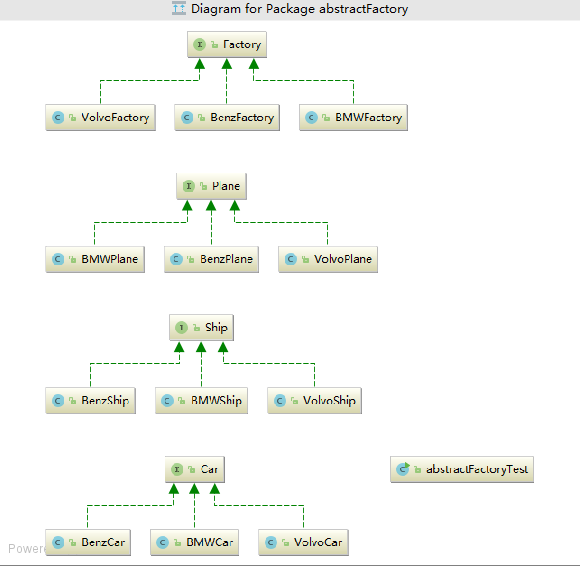 Diagram for Package abstractFactory
Factory
VolvoFactory BenzFactory BMWFactory
Plane
BMWPlane BenzPlane VolvoPlane
Ship
BenzShip BMWShip VolvoShip
Car abstractFactoryTest
BenzCar BMWCar VolvoCar